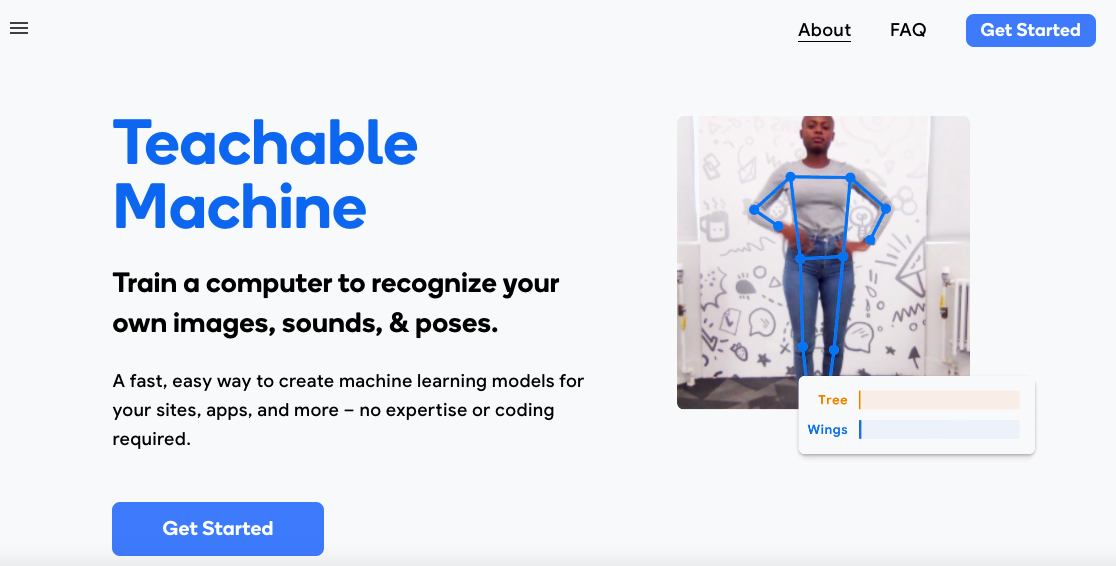 About
FAQ
Get Started
Teachable
Machine
Train a computer to recognize your
own images, sounds, & poses.
A fast, easy way to create machine learning models for
your sites, apps, and more – no expertise or coding
required.
Get Started
Tree
Wings